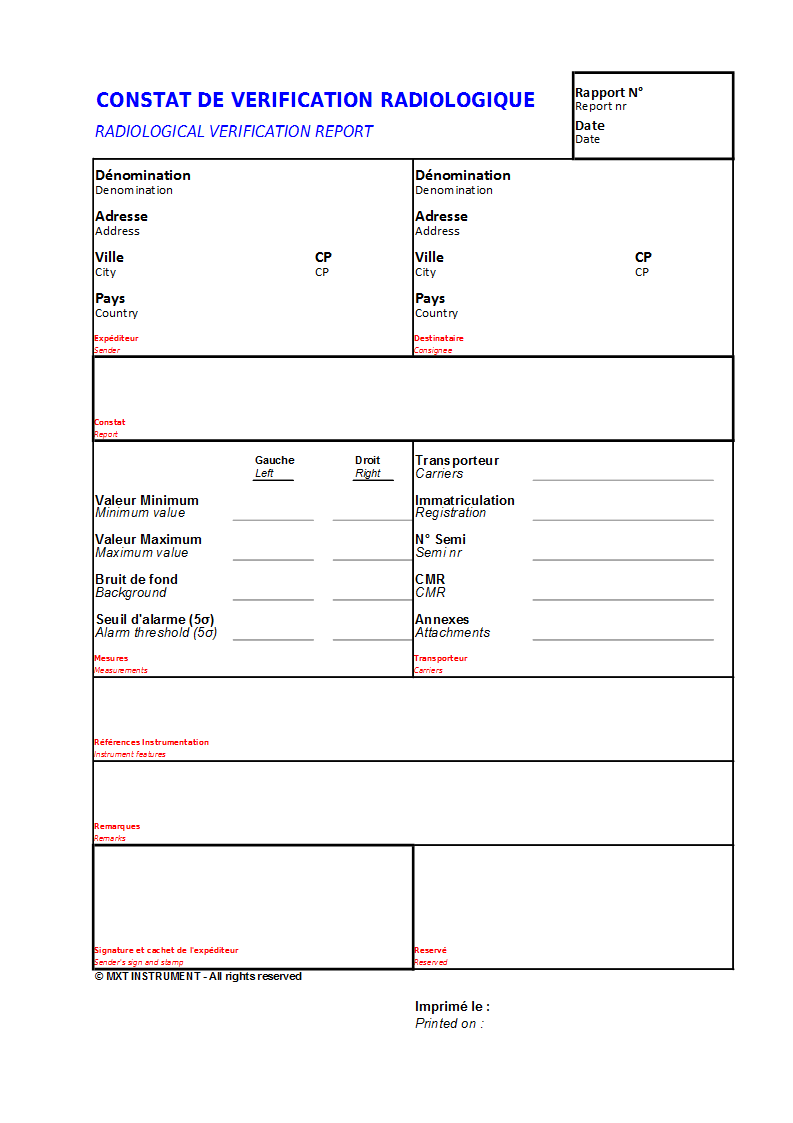 CONSTAT DE VERIFICATION RADIOLOGIQUE
RADIOLOGICAL VERIFICATION REPORT
Rapport N°
Report nr
Date
Date
Dénomination
Denomination
Adresse
Address
Ville CP
City CP
Pays
Country
Expéditeur
Sender
Dénomination
Denomination
Adresse
Address
Ville CP
City CP
Pays
Country
Destinataire
Consignee
Constat
Report
Gauche Droit
Left Right
Valeur Minimum
Minimum value
Valeur Maximum
Maximum value
Bruit de fond
Background
Seuil d'alarme (5σ)
Alarm threshold (5σ)
Mesures
Measurements
Transporteur
Carriers
Immatriculation
Registration
N° Semi
Semi nr
CMR
CMR
Annexes
Attachments
Transporteur
Carriers
Références Instrumentation
Instrument features
Remarques
Remarks
Signature et cachet de l'expéditeur
Sender's sign and stamp
Reservé
Reserved
© MXT INSTRUMENT - All rights reserved
Imprimé le :
Printed on :